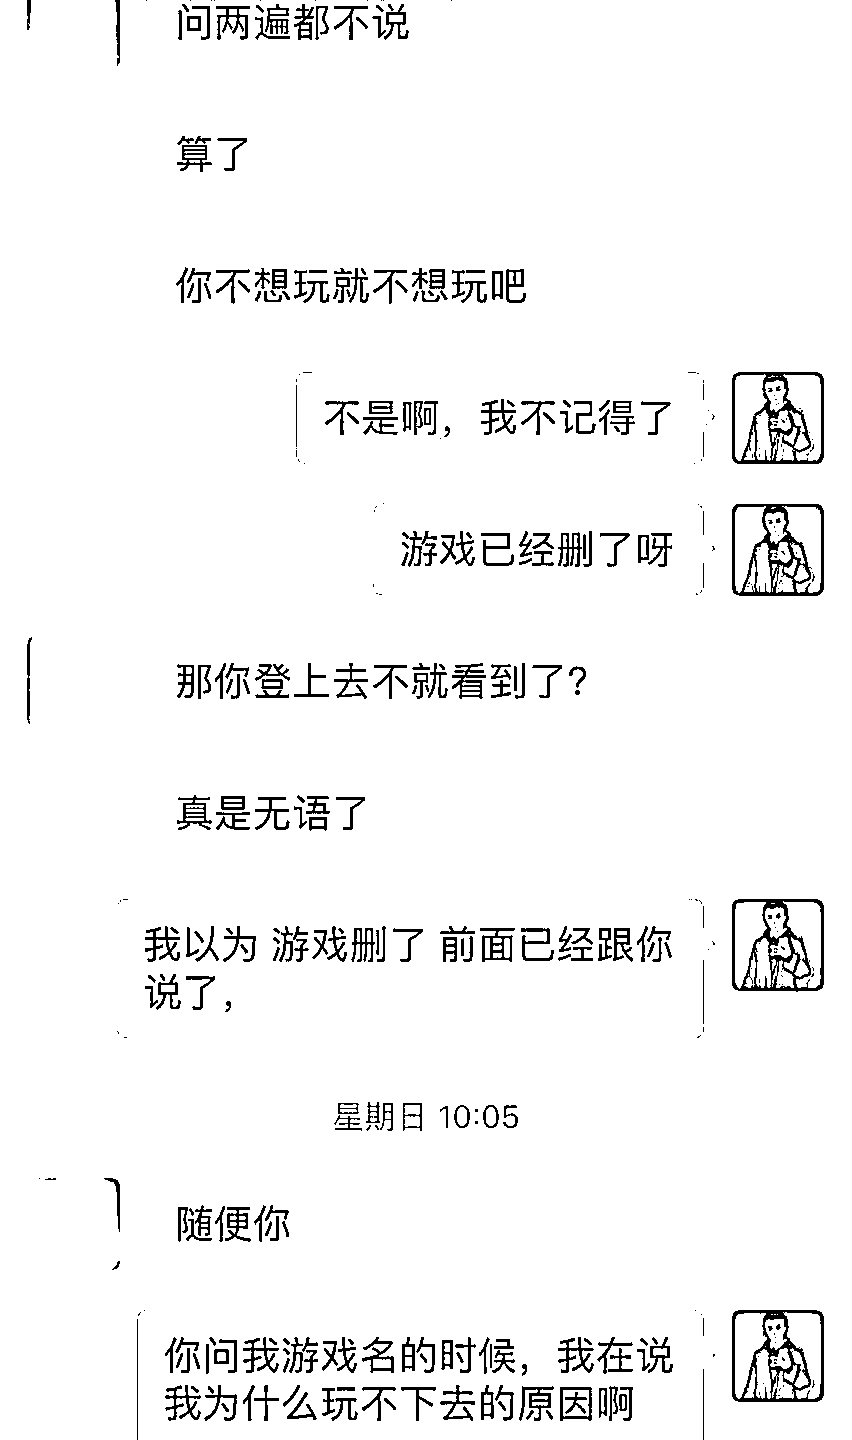 问两遍都不说
算了
你不想玩就不想玩吧
不是啊，我不记得了
游戏已经删了呀
那你登上去不就看到了？
真是无语了
我以为 游戏删了 前面已经跟你
说了，
星期日 10:05
随便你
你问我游戏名的时候，我在说
我为什么玩不下去的原因啊